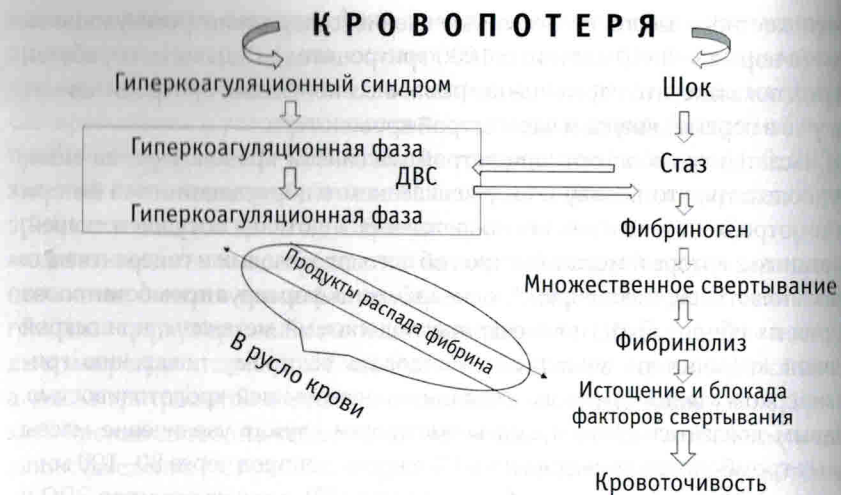 КРОВОПОТЕРЯ
Гиперкоагуляционный синдром
Гиперкоагуляционная фаза
ДВС
Гиперкоагуляционная фаза
Продукты распада фибрина
В русло крови
Шок
Стаз
Фибриноген
Множественное свертывание
Фибринолиз
Истощение и блокада
факторов свертывания
Кровоточивость